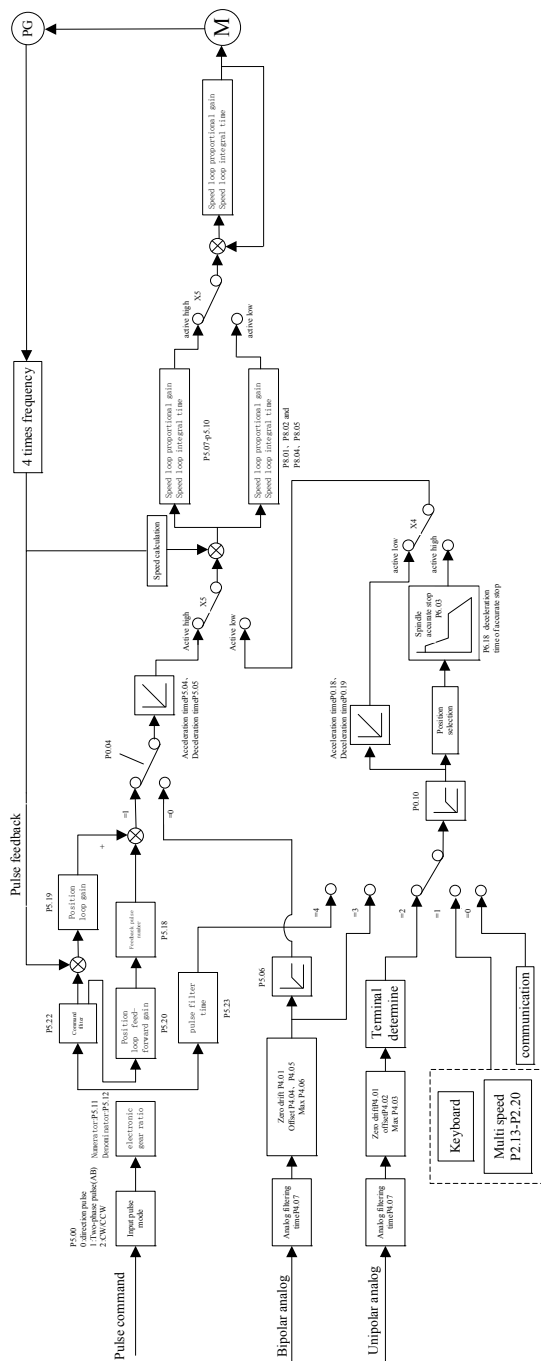 Pulse command
P5.00
0:direction pulse
1:Two-phase pulse(AB)
2:CW/CCW
Input pulse
mode
Numerator:P5.11
Denominator:P5.12
electronic
gear ratio
P5.22
Command
filter
P5.20
Position
loop feed-
forward gain
P5.23
pulse filter
time
P5.19
Position
loop gain
+
P5.18
Feedback pulse
number
Pulse feedback
=1
=0
P0.04
Acceleration timeP5.04、
Deceleration timeP5.05
Active high
Active low
X5
Speed calculation
Speed loop proportional gain
Speed loop integral time
P5.07-p5.10
Speed loop proportional gain
Speed loop integral time
P8.01、P8.02 and
P8.04、P8.05
active high
active low
X5
Speed loop proportional gain
Speed loop integral time
4 times frequency
PG
M
Bipolar analog
Analog filtering
timeP4.07
Zero drift P4.01
Offset P4.04、P4.05
Max P4.06
P5.06
Unipolar analog
Analog filtering
timeP4.07
Zero driftP4.01
offsetP4.02
Max P4.03
Terminal
determine
=4
=3
=2
=1
=0
Keyboard
Multi speed
P2.13-P2.20
communication
P0.10
Acceleration timeP0.18、
Deceleration timeP0.19
Position
selection
Spindle
accurate stop
P6.03
P6.18 deceleration
time of accurate stop
active low
active high
X4